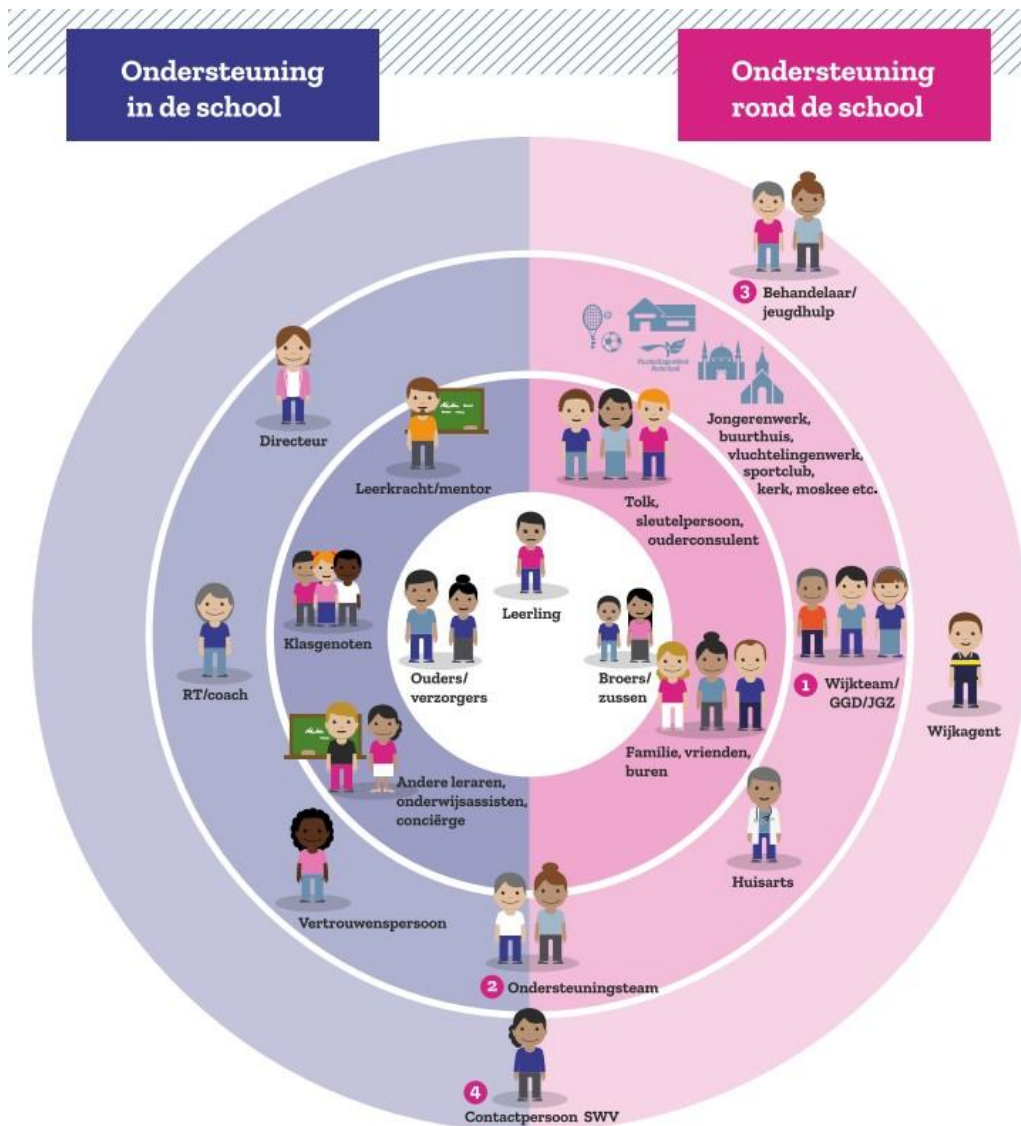 Ondersteuning
in de school
Ondersteuning
rond de school
3 Behandelaar/
jeugdhulp
Directeur
Leerkracht/mentor
Jongerenwerk,
buurthuis,
vluchtelingenwerk,
sportclub,
kerk, moskee etc.
Tolk,
sleutelpersoon,
ouderconsulent
Leerling
Klasgenoten
Ouders/
verzorgers
Broers/
zussen
RT/coach
1 Wijkteam/
GGD/JGZ
Wijkagent
Familie, vrienden,
buren
Andere leraren,
onderwijsassisten,
conciërge
Huisarts
Vertrouwenspersoon
2 Ondersteuningsteam
4
Contactpersoon SWV